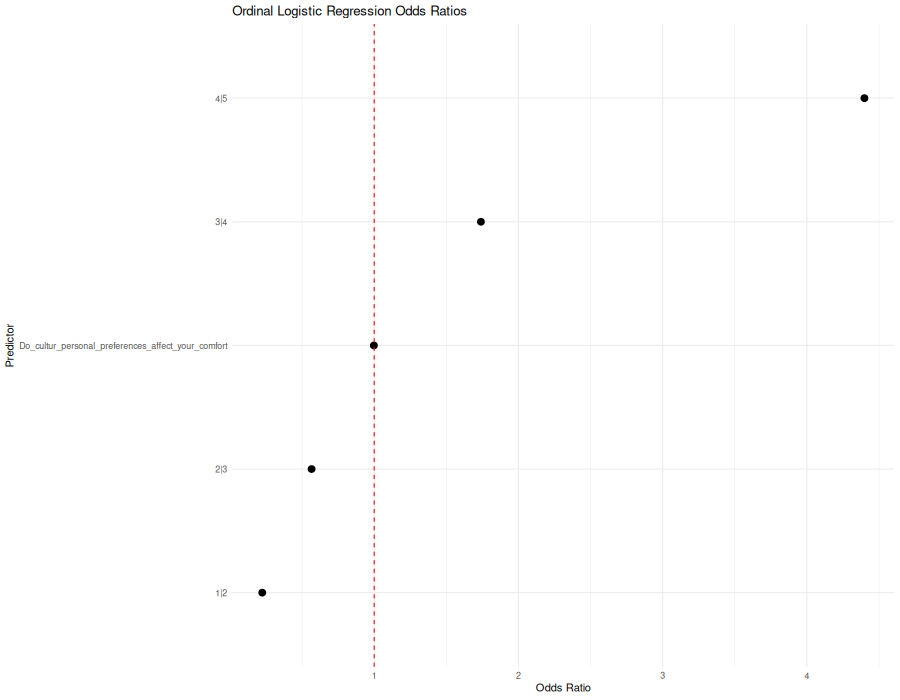 Ordinal Logistic Regression Odds Ratios
4|5
3|4
Do_cultur_personal_preferences_affect_your_comfort
2|3
1|2
Predictor
1 2 3 4
Odds Ratio